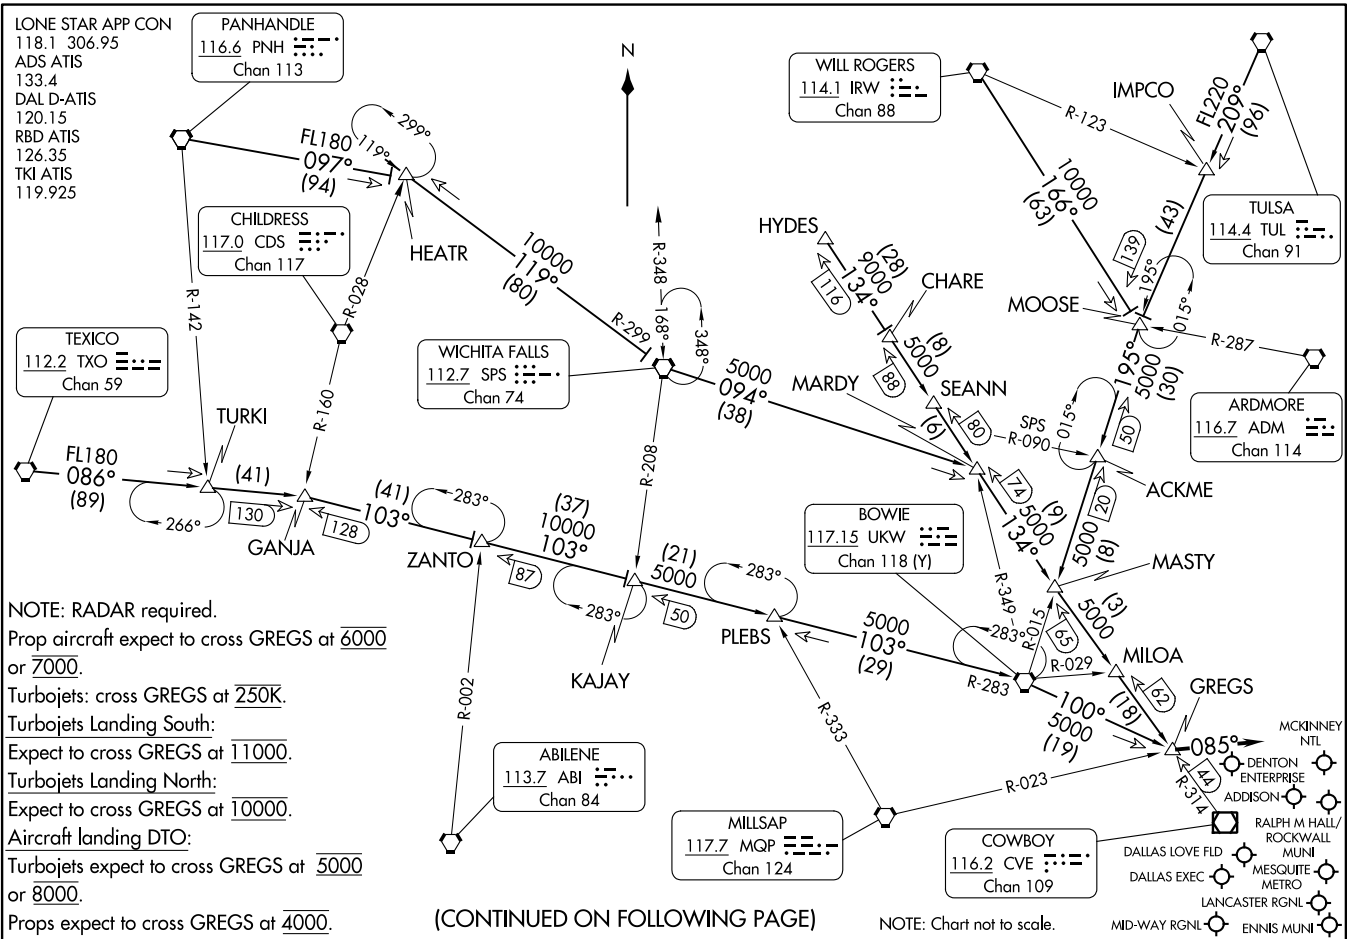 LONE STAR APP CON
118.1 306.95
ADS ATIS
133.4
DAL D-ATIS
120.15
RBD ATIS
126.35
TKI ATIS
119.925
PANHANDLE
116.6 PNH
Chan 113
N
WILL ROGERS
114.1 IRW
Chan 88
IMPCO
FL220
209°
(96)
R-123
FL180
097°
(94)
119°
299°
HEATR
CHILDRESS
117.0 CDS
Chan 117
R-028
R-142
R-160
10000
119°
(80)
R-299
R-348
168°
348°
HYDES
(28)
9000
134°
116
CHARE
10000
166°
(63)
(43)
139
195°
015°
MOOSE
TULSA
114.4 TUL
Chan 91
R-287
TEXICO
112.2 TXO
Chan 59
WICHITA FALLS
112.7 SPS
Chan 74
5000
094°
(38)
MARDY
(8)
5000
88
SEANN
(6)
80
SPS
R-090
015°
195°
5000
(30)
50
ARDMORE
116.7 ADM
Chan 114
TURKI
FL180
086°
(89)
266°
(41)
130
GANJA
128
(41)
103°
283°
ZANTO
87
(37)
10000
103°
283°
R-208
KAJAY
(21)
5000
50
283°
PLEBS
BOWIE
117.15 UKW
Chan 118 (Y)
74
(9)
5000
134°
ACKME
20
5000
(8)
MASTY
R-349
R-015
R-029
65
(3)
5000
MILOA
62
5000
103°
(29)
283°
R-283
100°
5000
(19)
(18)
GREGS
085°
44
R-314
R-002
R-333
R-023
ABILENE
113.7 ABI
Chan 84
MILLSAP
117.7 MQP
Chan 124
COWBOY
116.2 CVE
Chan 109
MCKINNEY
NTL
DENTON
ENTERPRISE
ADDISON
RALPH M HALL/
ROCKWALL
MUNI
DALLAS LOVE FLD
DALLAS EXEC
MESQUITE
METRO
LANCASTER RGNL
MID-WAY RGNL
ENNIS MUNI
NOTE: RADAR required.
Prop aircraft expect to cross GREGS at 6000
or 7000.
Turbojets: cross GREGS at 250K.
Turbojets Landing South:
Expect to cross GREGS at 11000.
Turbojets Landing North:
Expect to cross GREGS at 10000.
Aircraft landing DTO:
Turbojets expect to cross GREGS at 5000
or 8000.
Props expect to cross GREGS at 4000.
(CONTINUED ON FOLLOWING PAGE)
NOTE: Chart not to scale.